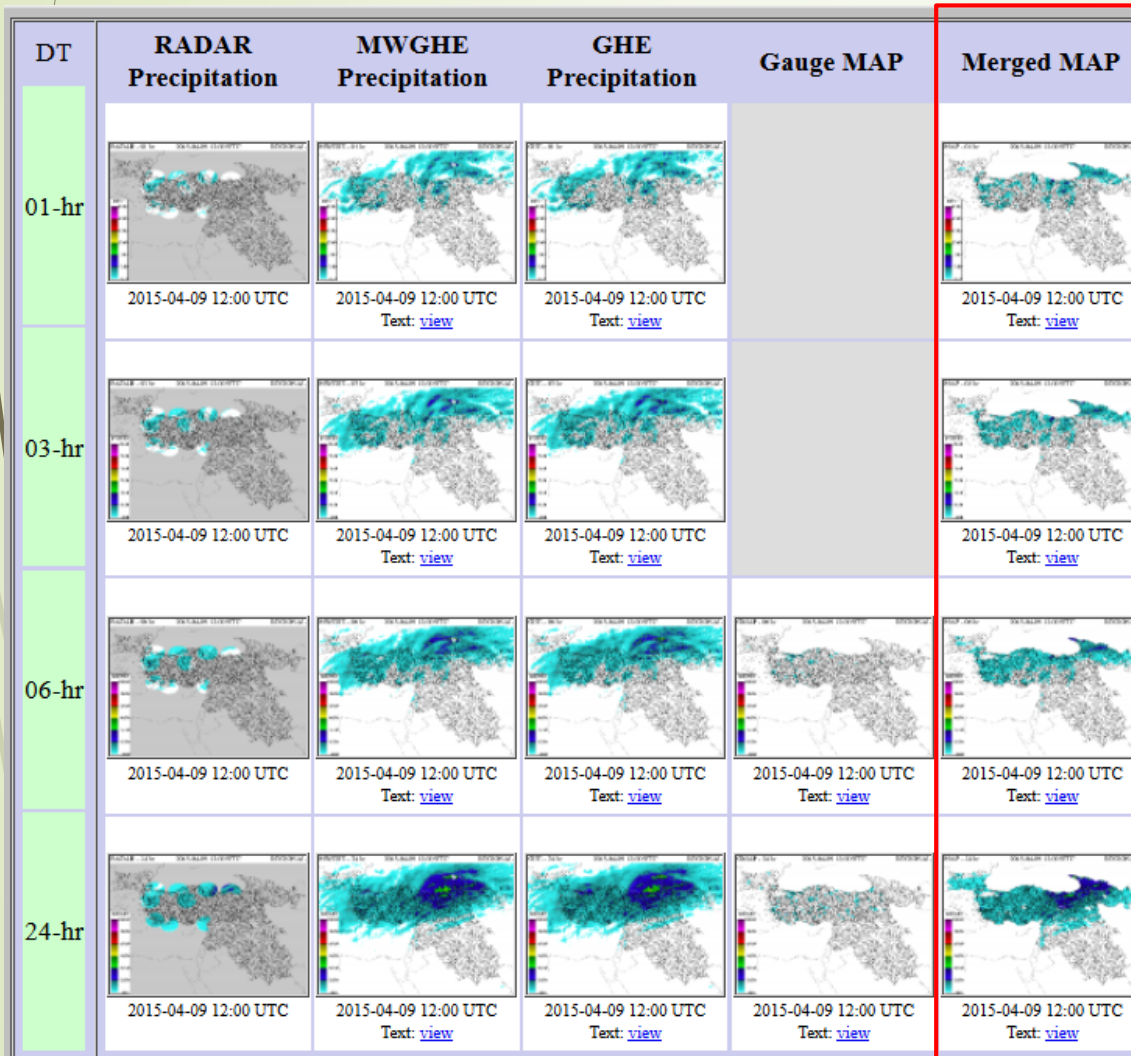 DT
RADAR
Precipitation
MWGHE
Precipitation
GHE
Precipitation
Gauge MAP
Merged MAP
01-hr
2015-04-09 12:00 UTC
2015-04-09 12:00 UTC
Text: view
2015-04-09 12:00 UTC
Text: view
2015-04-09 12:00 UTC
Text: view
03-hr
2015-04-09 12:00 UTC
2015-04-09 12:00 UTC
Text: view
2015-04-09 12:00 UTC
Text: view
2015-04-09 12:00 UTC
Text: view
06-hr
2015-04-09 12:00 UTC
2015-04-09 12:00 UTC
Text: view
2015-04-09 12:00 UTC
Text: view
2015-04-09 12:00 UTC
Text: view
2015-04-09 12:00 UTC
Text: view
24-hr
2015-04-09 12:00 UTC
2015-04-09 12:00 UTC
Text: view
2015-04-09 12:00 UTC
Text: view
2015-04-09 12:00 UTC
Text: view
2015-04-09 12:00 UTC
Text: view